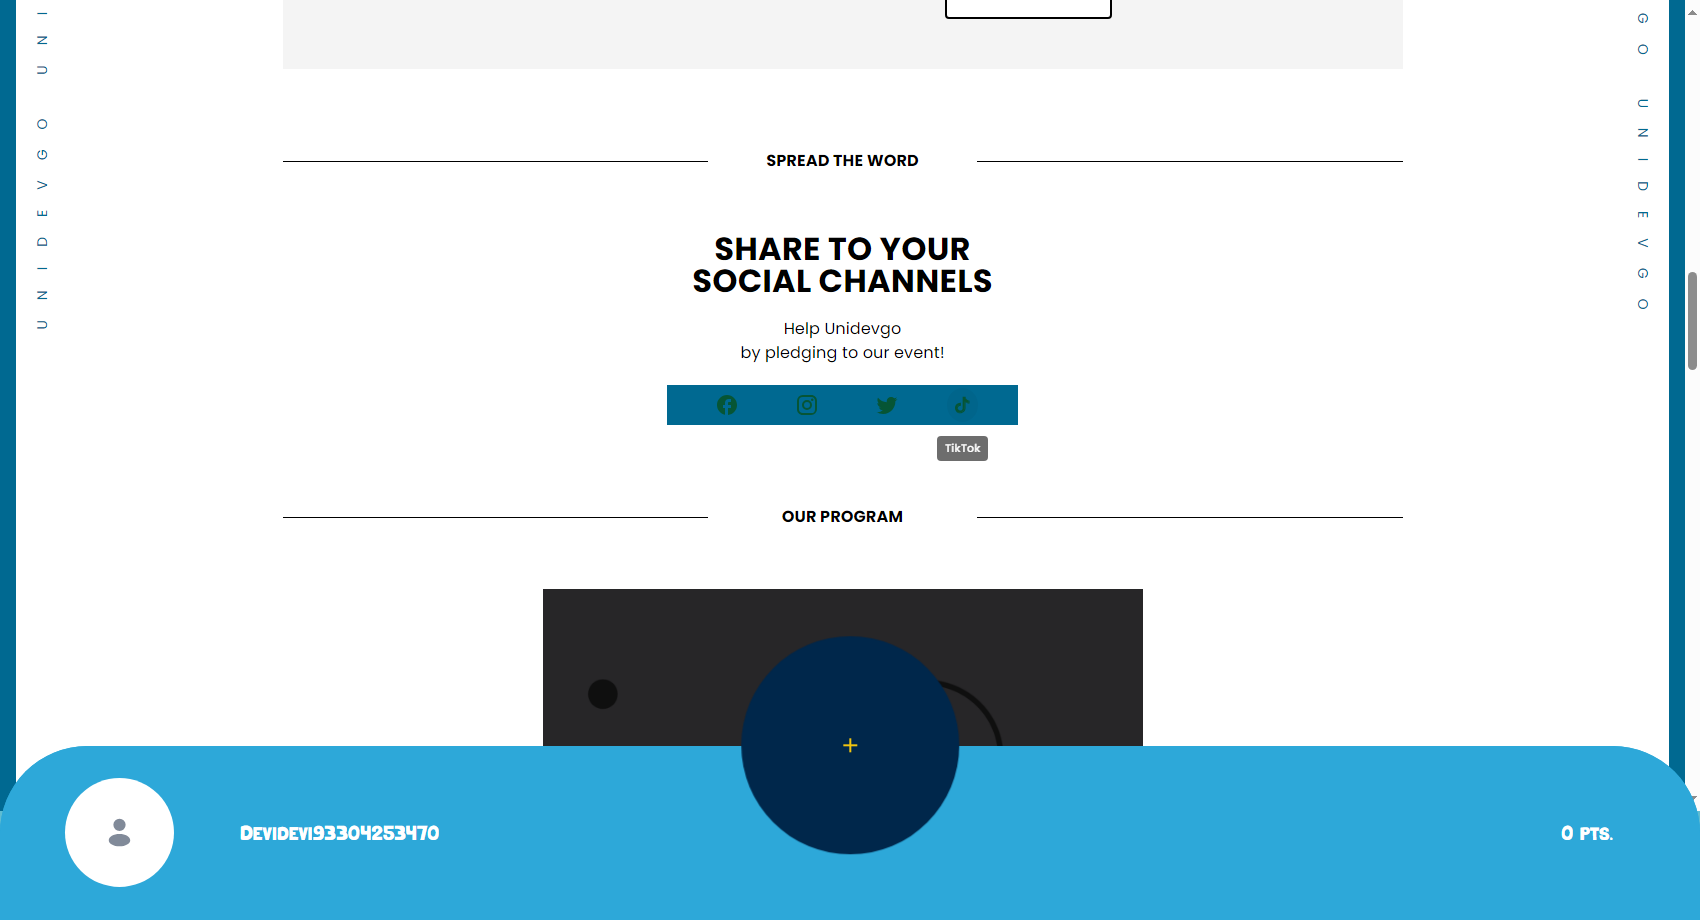 UNIDEVGO UNI
GO UNIDEVGO
SPREAD THE WORD
SHARE TO YOUR
SOCIAL CHANNELS
Help Unidevgo
by pledging to our event!
TikTok
OUR PROGRAM
+
DEVIDEVI93304253470
0 PTS.